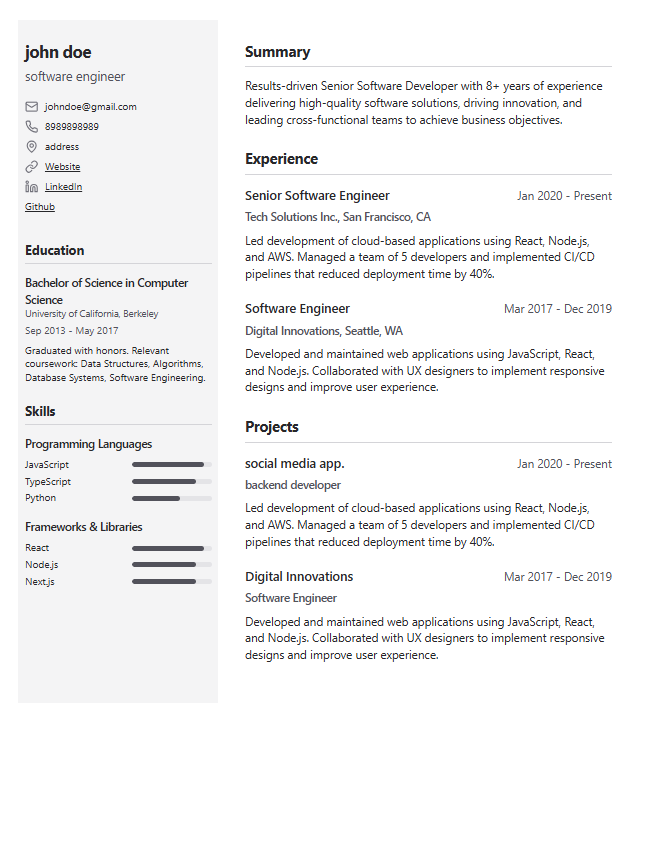 john doe
software engineer
johndoe@gmail.com
8989898989
address
Website
LinkedIn
Github
Education
Bachelor of Science in Computer
Science
University of California, Berkeley
Sep 2013 - May 2017
Graduated with honors. Relevant
coursework: Data Structures, Algorithms,
Database Systems, Software Engineering.
Skills
Programming Languages
JavaScript
TypeScript
Python
Frameworks & Libraries
React
Node.js
Next.js
Summary
Results-driven Senior Software Developer with 8+ years of experience
delivering high-quality software solutions, driving innovation, and
leading cross-functional teams to achieve business objectives.
Experience
Senior Software Engineer Jan 2020 - Present
Tech Solutions Inc., San Francisco, CA
Led development of cloud-based applications using React, Node.js,
and AWS. Managed a team of 5 developers and implemented CI/CD
pipelines that reduced deployment time by 40%.
Software Engineer Mar 2017 - Dec 2019
Digital Innovations, Seattle, WA
Developed and maintained web applications using JavaScript, React,
and Node.js. Collaborated with UX designers to implement responsive
designs and improve user experience.
Projects
social media app. Jan 2020 - Present
backend developer
Led development of cloud-based applications using React, Node.js,
and AWS. Managed a team of 5 developers and implemented CI/CD
pipelines that reduced deployment time by 40%.
Digital Innovations Mar 2017 - Dec 2019
Software Engineer
Developed and maintained web applications using JavaScript, React,
and Node.js. Collaborated with UX designers to implement responsive
designs and improve user experience.